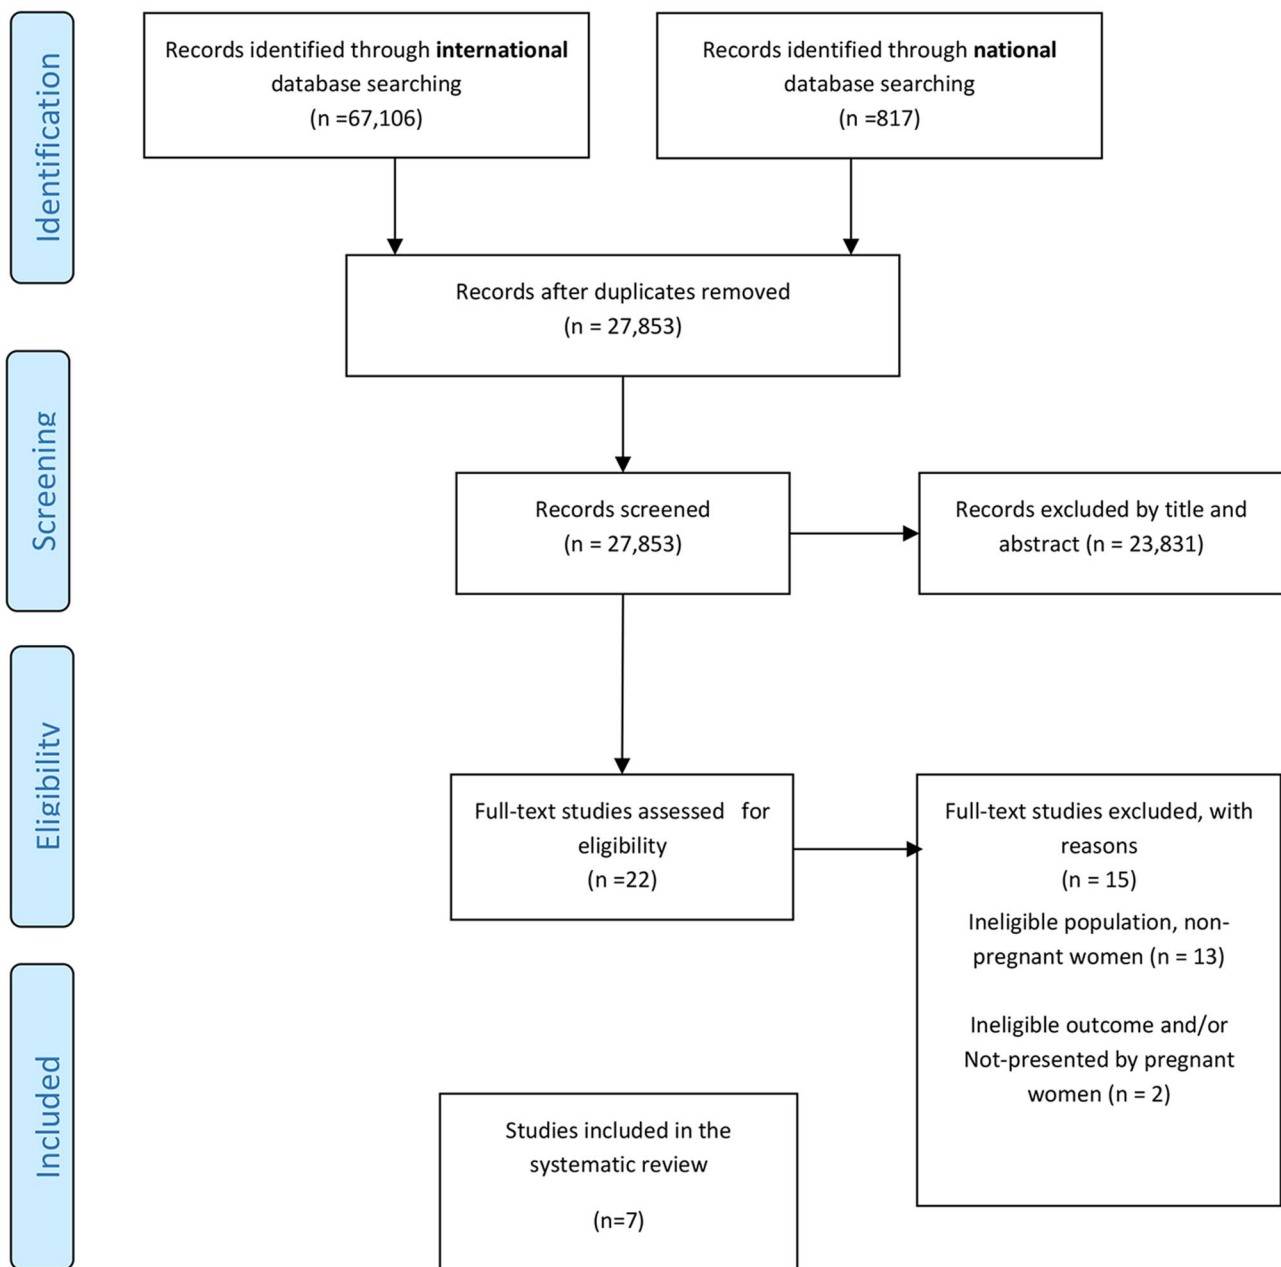 Identification
Records identified through international
database searching
(n =67,106)
Records identified through national
database searching
(n =817)
Records after duplicates removed
(n = 27,853)
Screening
Records screened
(n = 27,853)
Records excluded by title and
abstract (n = 23,831)
Eligibility
Full-text studies assessed for
eligibility
(n =22)
Full-text studies excluded, with
reasons
(n = 15)
Ineligible population, non-
pregnant women (n = 13)
Ineligible outcome and/or
Not-presented by pregnant
women (n = 2)
Included
Studies included in the
systematic review
(n=7)